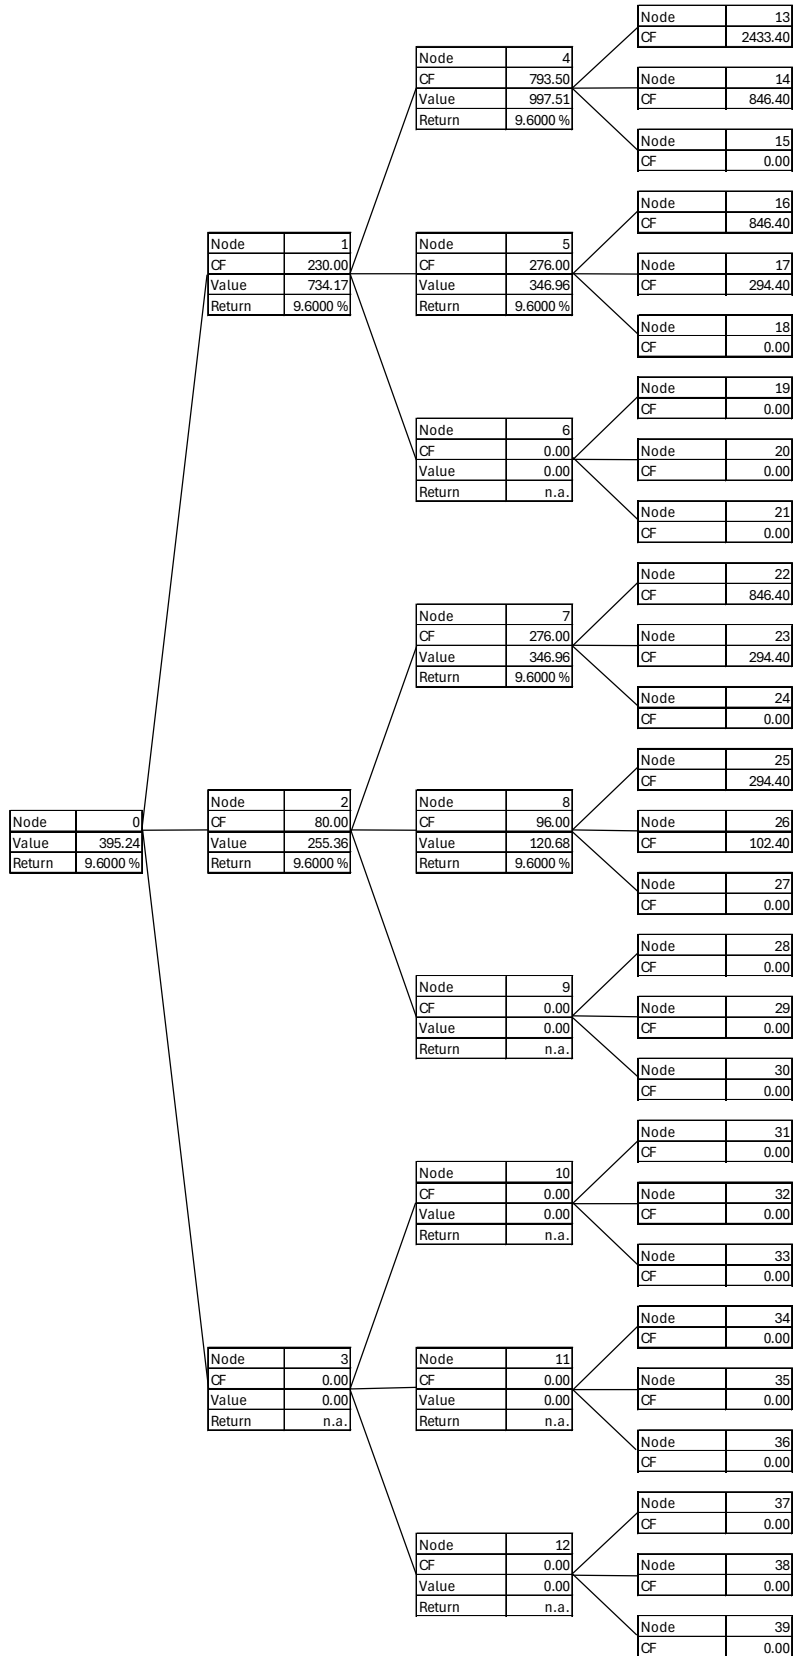 Node 0
Value 395.24
Return 9.6000 %
Node 1
CF 230.00
Value 734.17
Return 9.6000 %
Node 2
CF 80.00
Value 255.36
Return 9.6000 %
Node 3
CF 0.00
Value 0.00
Return n.a.
Node 4
CF 793.50
Value 997.51
Return 9.6000 %
Node 5
CF 276.00
Value 346.96
Return 9.6000 %
Node 6
CF 0.00
Value 0.00
Return n.a.
Node 7
CF 276.00
Value 346.96
Return 9.6000 %
Node 8
CF 96.00
Value 120.68
Return 9.6000 %
Node 9
CF 0.00
Value 0.00
Return n.a.
Node 10
CF 0.00
Value 0.00
Return n.a.
Node 11
CF 0.00
Value 0.00
Return n.a.
Node 12
CF 0.00
Value 0.00
Return n.a.
Node 13
CF 2433.40
Node 14
CF 846.40
Node 15
CF 0.00
Node 16
CF 846.40
Node 17
CF 294.40
Node 18
CF 0.00
Node 19
CF 0.00
Node 20
CF 0.00
Node 21
CF 0.00
Node 22
CF 846.40
Node 23
CF 294.40
Node 24
CF 0.00
Node 25
CF 294.40
Node 26
CF 102.40
Node 27
CF 0.00
Node 28
CF 0.00
Node 29
CF 0.00
Node 30
CF 0.00
Node 31
CF 0.00
Node 32
CF 0.00
Node 33
CF 0.00
Node 34
CF 0.00
Node 35
CF 0.00
Node 36
CF 0.00
Node 37
CF 0.00
Node 38
CF 0.00
Node 39
CF 0.00